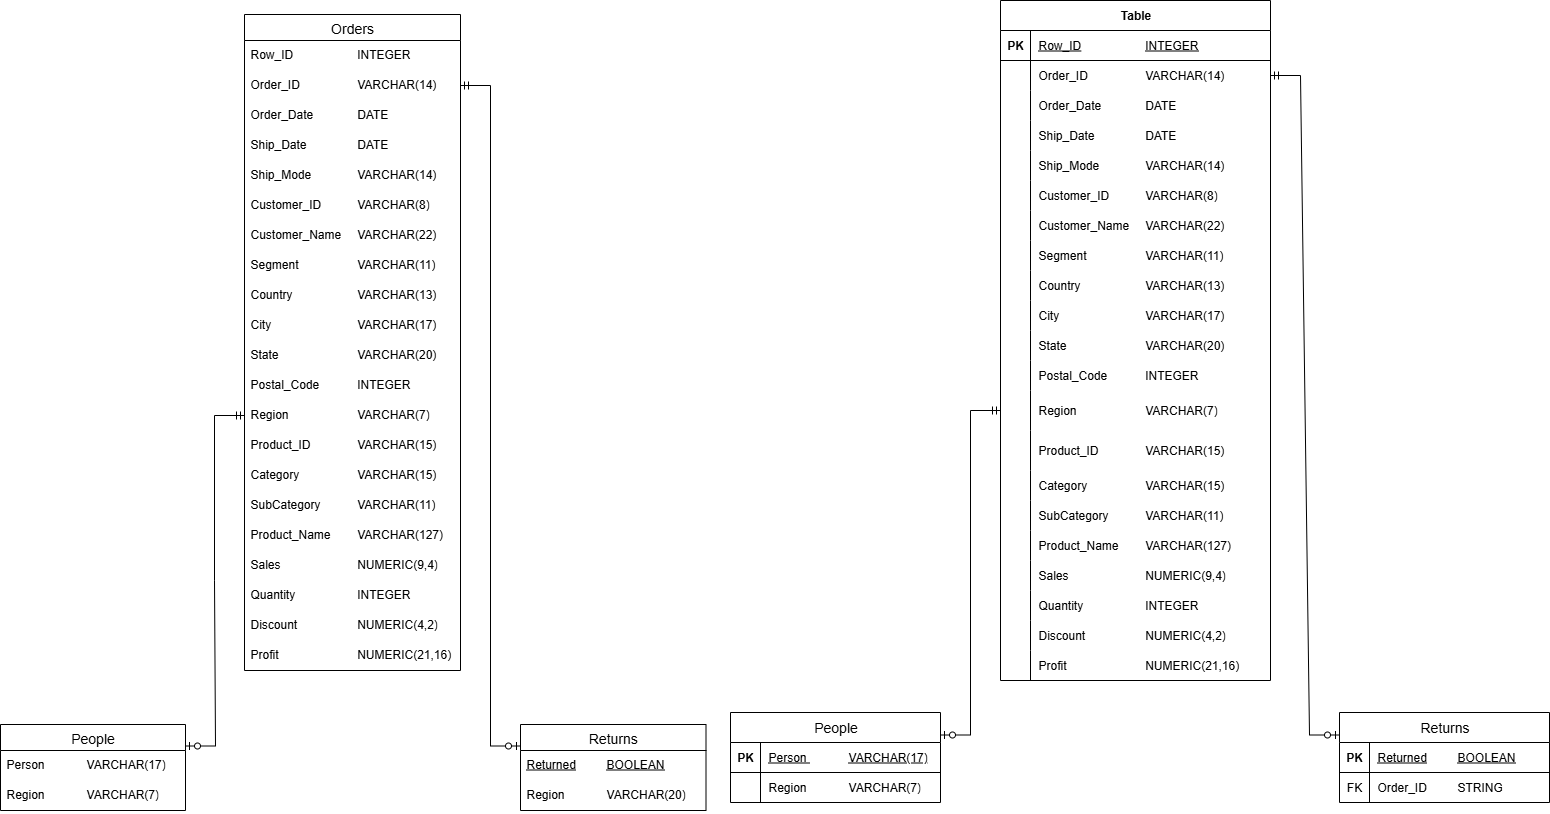 Orders
Row_ID INTEGER
Order_ID VARCHAR(14)
Order_Date DATE
Ship_Date DATE
Ship_Mode VARCHAR(14)
Customer_ID VARCHAR(8)
Customer_Name VARCHAR(22)
Segment VARCHAR(11)
Country VARCHAR(13)
City VARCHAR(17)
State VARCHAR(20)
Postal_Code INTEGER
Region VARCHAR(7)
Product_ID VARCHAR(15)
Category VARCHAR(15)
SubCategory VARCHAR(11)
Product_Name VARCHAR(127)
Sales NUMERIC(9,4)
Quantity INTEGER
Discount NUMERIC(4,2)
Profit NUMERIC(21,16)
People
Person VARCHAR(17)
Region VARCHAR(7)
Returns
Returned BOOLEAN
Region VARCHAR(20)
Table
PK Row_ID INTEGER
Order_ID VARCHAR(14)
Order_Date DATE
Ship_Date DATE
Ship_Mode VARCHAR(14)
Customer_ID VARCHAR(8)
Customer_Name VARCHAR(22)
Segment VARCHAR(11)
Country VARCHAR(13)
City VARCHAR(17)
State VARCHAR(20)
Postal_Code INTEGER
Region VARCHAR(7)
Product_ID VARCHAR(15)
Category VARCHAR(15)
SubCategory VARCHAR(11)
Product_Name VARCHAR(127)
Sales NUMERIC(9,4)
Quantity INTEGER
Discount NUMERIC(4,2)
Profit NUMERIC(21,16)
People
PK Person VARCHAR(17)
Region VARCHAR(7)
Returns
PK Returned BOOLEAN
FK Order_ID STRING